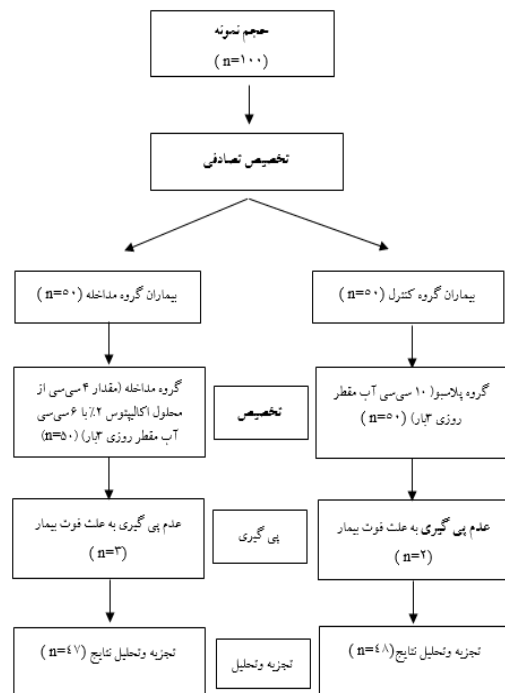 حجم نمونه
(n=۱۰۰)
تخصیص تصادفی
بیماران گروه کنترل (n=۵۰)
بیماران گروه مداخله (n=۵۰)
گروه پلاسبو( ۱۰ سی‌سی آب مقطر
روزی ۳بار) (n=۵۰)
تخصیص
گروه مداخله (مقدار ۴ سی‌سی از
محلول اکالیپتوس ۲٪ با ۶ سی‌سی
آب مقطر روزی ۳بار) (n=۵۰)
عدم پی گیری به علت فوت بیمار
(n=۲)
پی گیری
عدم پی گیری به علت فوت بیمار
(n=۳)
تجزیه وتحلیل نتایج(n=٤۸)
تجزیه وتحلیل
تجزیه وتحلیل نتایج (n=٤۷)